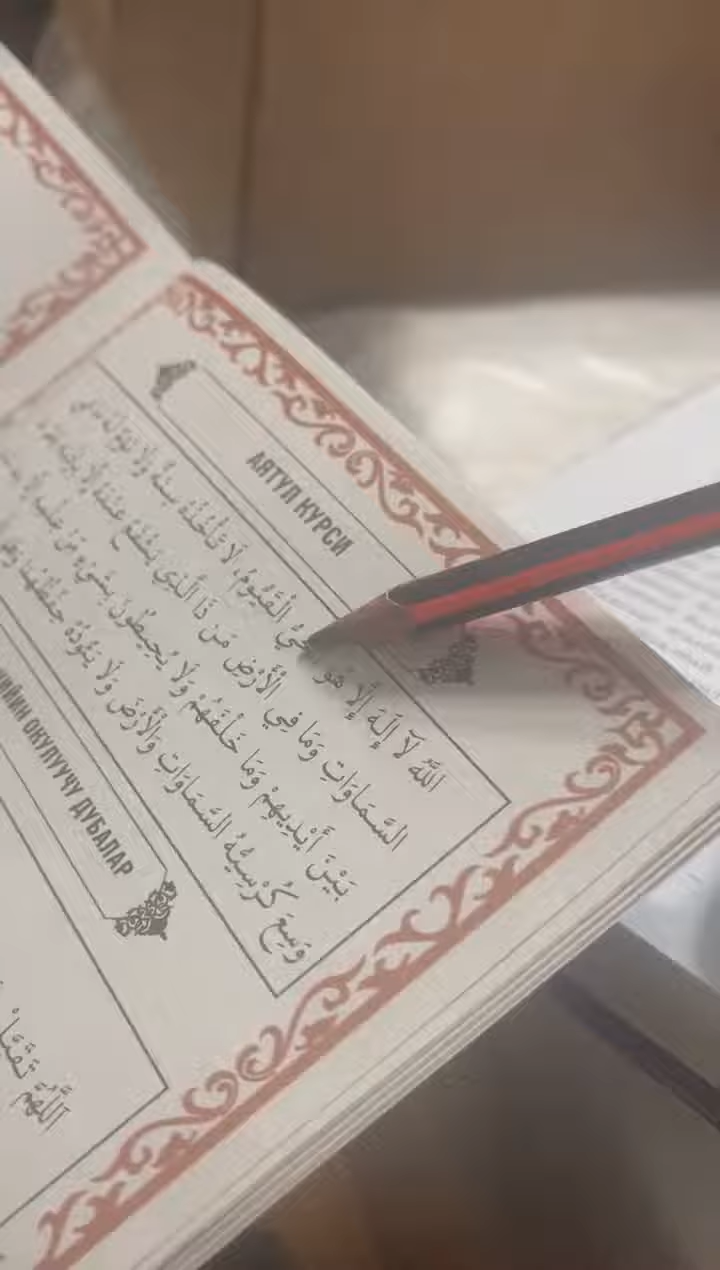 АЯТУЛ КУРСИ
اللَّهُ لَآ إِلَهَ إِلَّا هُوَ الْحَيُّ الْقَيُّومُ، لَا تَأْخُذُهُ سِنَةٌ وَلَا نَوْمٌ لَهُ مَا فِي
السَّمَاوَاتِ وَمَا فِي الْأَرْضِ مَن ذَا الَّذِي يَشْفَعُ عِنْدَهُ إِلَّا بِإِذْنِهِ
بَيْنَ أَيْدِيهِمْ وَمَا خَلْفَهُمْ وَلَا يُحِيطُونَ بِشَيْءٍ مِنْ عِلْمِهِ
وَسِعَ كُرْسِيُّهُ السَّمَاوَاتِ وَالْأَرْضَ وَلَا يَئُودُهُ حِفْظُهُمَا وَهُوَ
ОКУЛУУЧУ ДУБАЛАР
اللَّهُمَّ